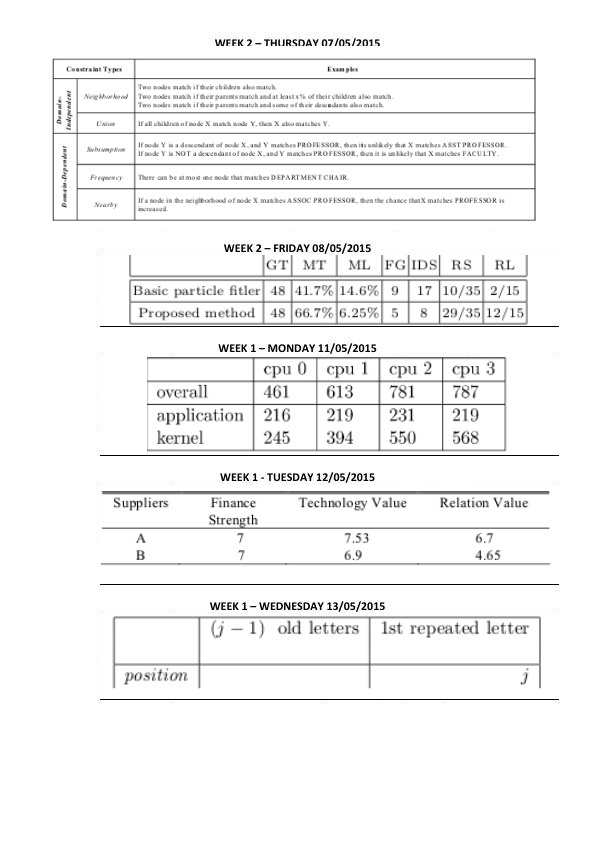 WEEK 2 – THURSDAY 07/05/2015
Constraint Types Examples
Domain-Independent
Neighborhood
Two nodes match if their children also match.
Two nodes match if their parents match and at least x% of their children also match.
Two nodes match if their parents match and some of their descendants also match.
Union If all children of node X match node Y, then X also matches Y.
Domain-Dependent
Subsumption
If node Y is a descendant of node X, and Y matches PROFESSOR, then its unlikely that X matches ASST PROFESSOR.
If node Y is NOT a descendant of node X, and Y matches PROFESSOR, then it is unlikely that X matches FACULTY.
Frequency There can be at most one node that matches DEPARTMENT CHAIR.
Nearby
If a node in the neighborhood of node X matches ASSOC PROFESSOR, then the chance that X matches PROFESSOR is
increased.
WEEK 2 – FRIDAY 08/05/2015
GT MT ML FG IDS RS RL
Basic particle fitler 48 41.7% 14.6% 9 17 10/35 2/15
Proposed method 48 66.7% 6.25% 5 8 29/35 12/15
WEEK 1 – MONDAY 11/05/2015
cpu 0 cpu 1 cpu 2 cpu 3
overall 461 613 781 787
application 216 219 231 219
kernel 245 394 550 568
WEEK 1 - TUESDAY 12/05/2015
Suppliers Finance Technology Value Relation Value
Strength
A 7 7.53 6.7
B 7 6.9 4.65
WEEK 1 – WEDNESDAY 13/05/2015
(j − 1) old letters 1st repeated letter
position j